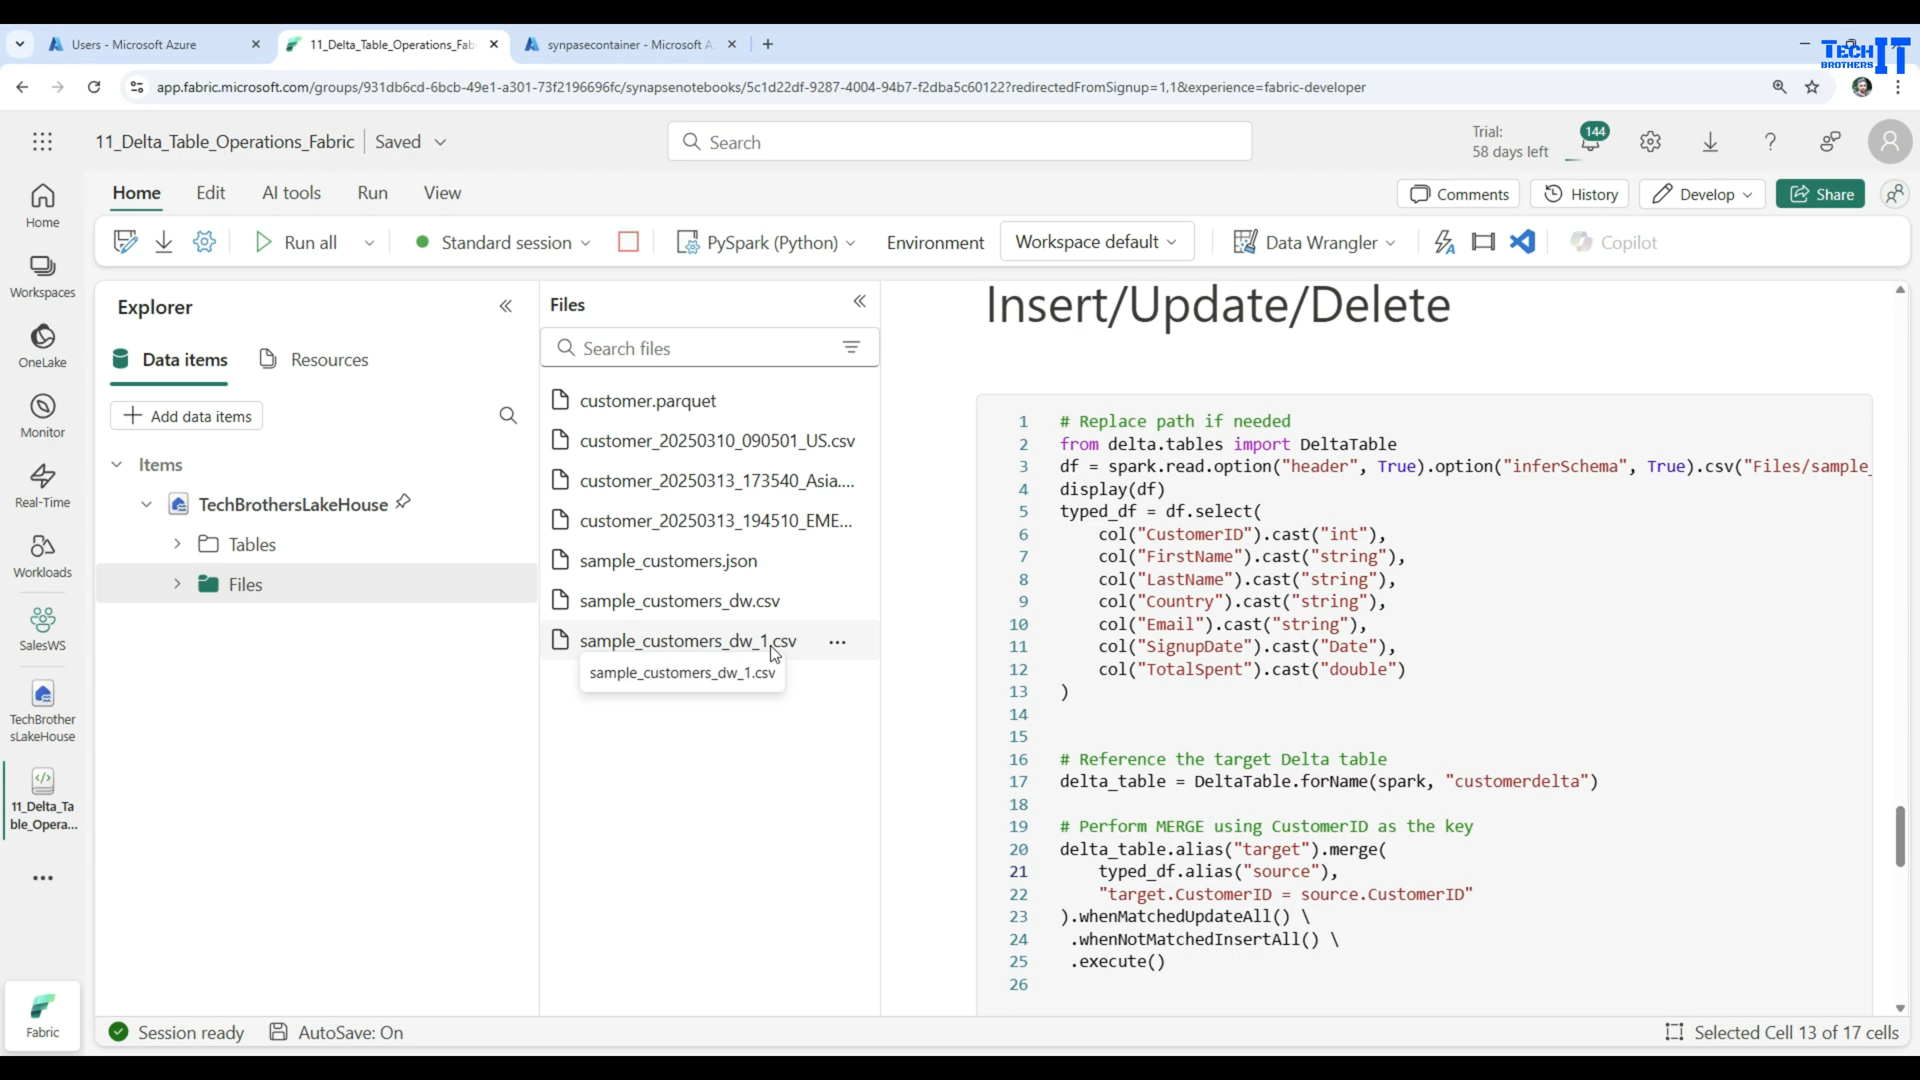 Users - Microsoft Azure
11_Delta_Table_Operations_Fab
synpasecontainer - Microsoft A
TECH BROTHERS IT
app.fabric.microsoft.com/groups/931db6cd-6bcb-49e1-a301-73f2196696fc/synapsenotebooks/5c1d22df-9287-4004-94b7-f2dba5c60122?redirectedFromSignup=1,1&experience=fabric-developer
11_Delta_Table_Operations_Fabric
Saved
Search
Trial:
58 days left
144
Home
Edit
AI tools
Run
View
Comments
History
Develop
Share
Run all
Standard session
PySpark (Python)
Environment
Workspace default
Data Wrangler
Copilot
Home
Workspaces
OneLake
Monitor
Real-Time
Workloads
SalesWS
TechBrother
sLakeHouse
11_Delta_Ta
ble_Opera...
Fabric
Explorer
Data items
Resources
Add data items
Items
TechBrothersLakeHouse
Tables
Files
Files
Search files
customer.parquet
customer_20250310_090501_US.csv
customer_20250313_173540_Asia....
customer_20250313_194510_EME...
sample_customers.json
sample_customers_dw.csv
sample_customers_dw_1.csv
sample_customers_dw_1.csv
Insert/Update/Delete
1 # Replace path if needed
2 from delta.tables import DeltaTable
3 df = spark.read.option("header", True).option("inferSchema", True).csv("Files/sample_
4 display(df)
5 typed_df = df.select(
6 col("CustomerID").cast("int"),
7 col("FirstName").cast("string"),
8 col("LastName").cast("string"),
9 col("Country").cast("string"),
10 col("Email").cast("string"),
11 col("SignupDate").cast("Date"),
12 col("TotalSpent").cast("double")
13 )
14
15
16 # Reference the target Delta table
17 delta_table = DeltaTable.forName(spark, "customerdelta")
18
19 # Perform MERGE using CustomerID as the key
20 delta_table.alias("target").merge(
21 typed_df.alias("source"),
22 "target.CustomerID = source.CustomerID"
23 ).whenMatchedUpdateAll() \
24 .whenNotMatchedInsertAll() \
25 .execute()
26
Session ready
AutoSave: On
Selected Cell 13 of 17 cells